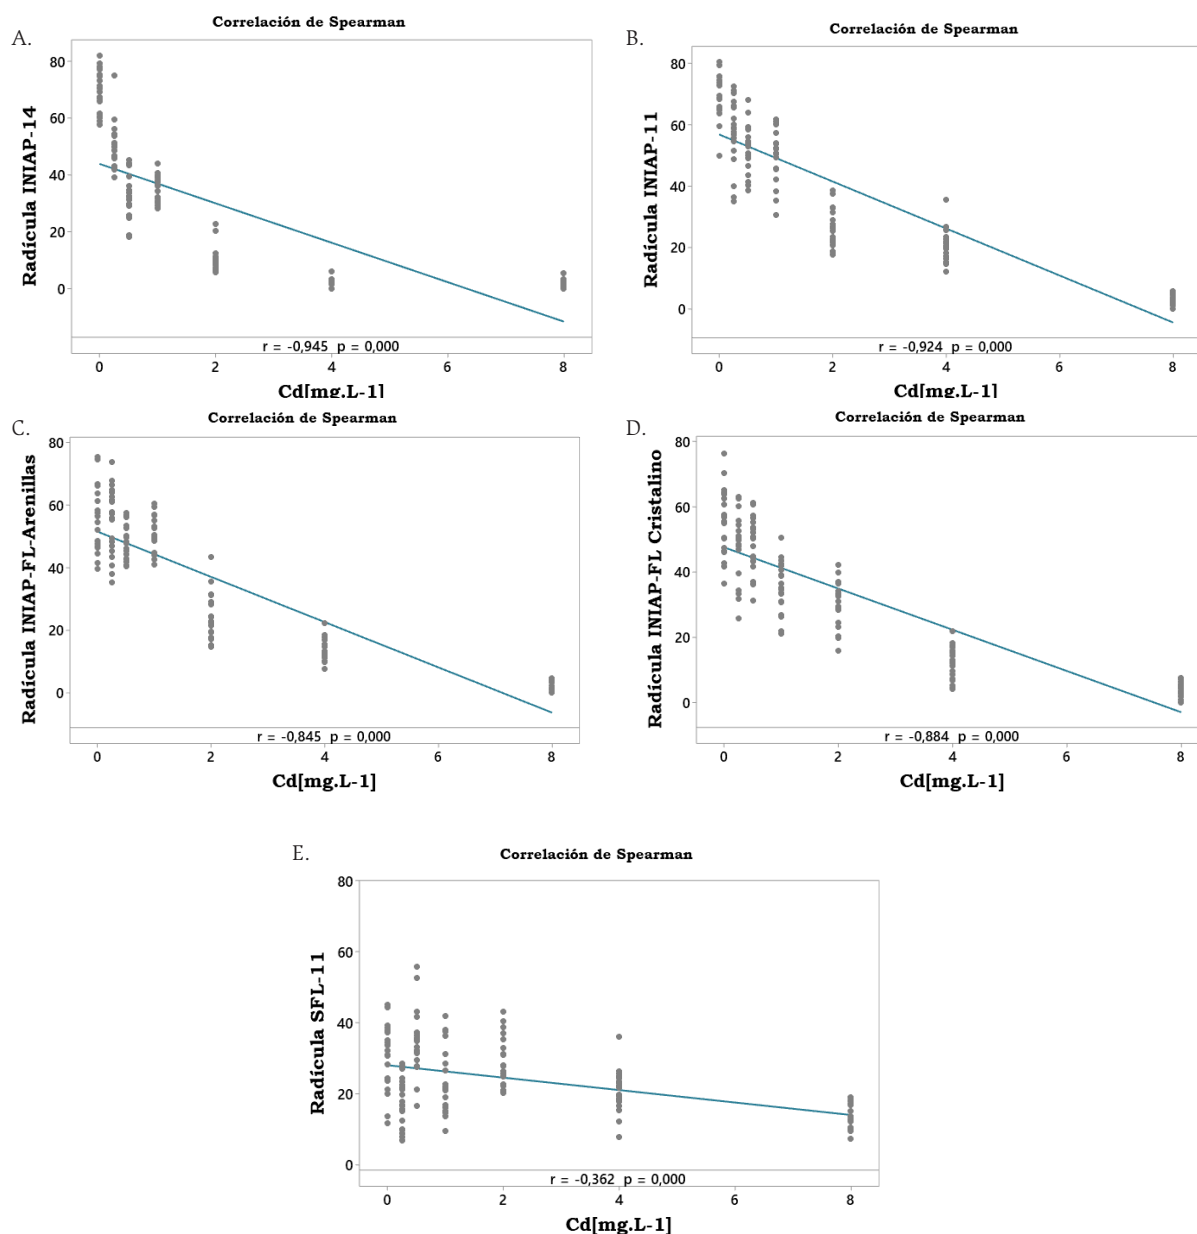 A.
Correlación de Spearman
Radícula INIAP-14
80
60
40
20
0
r = -0,945 p = 0,000
0 2 4 6 8
Cd[mg.L-1]
B.
Correlación de Spearman
Radícula INIAP-11
80
60
40
20
0
r = -0,924 p = 0,000
0 2 4 6 8
Cd[mg.L-1]
C.
Correlación de Spearman
Radícula INIAP-FL-Arenillas
80
60
40
20
0
r = -0,845 p = 0,000
0 2 4 6 8
Cd[mg.L-1]
D.
Correlación de Spearman
Radícula INIAP-FL Cristalino
80
60
40
20
0
r = -0,884 p = 0,000
0 2 4 6 8
Cd[mg.L-1]
E.
Correlación de Spearman
Radícula SFL-11
80
60
40
20
0
r = -0,362 p = 0,000
0 2 4 6 8
Cd[mg.L-1]